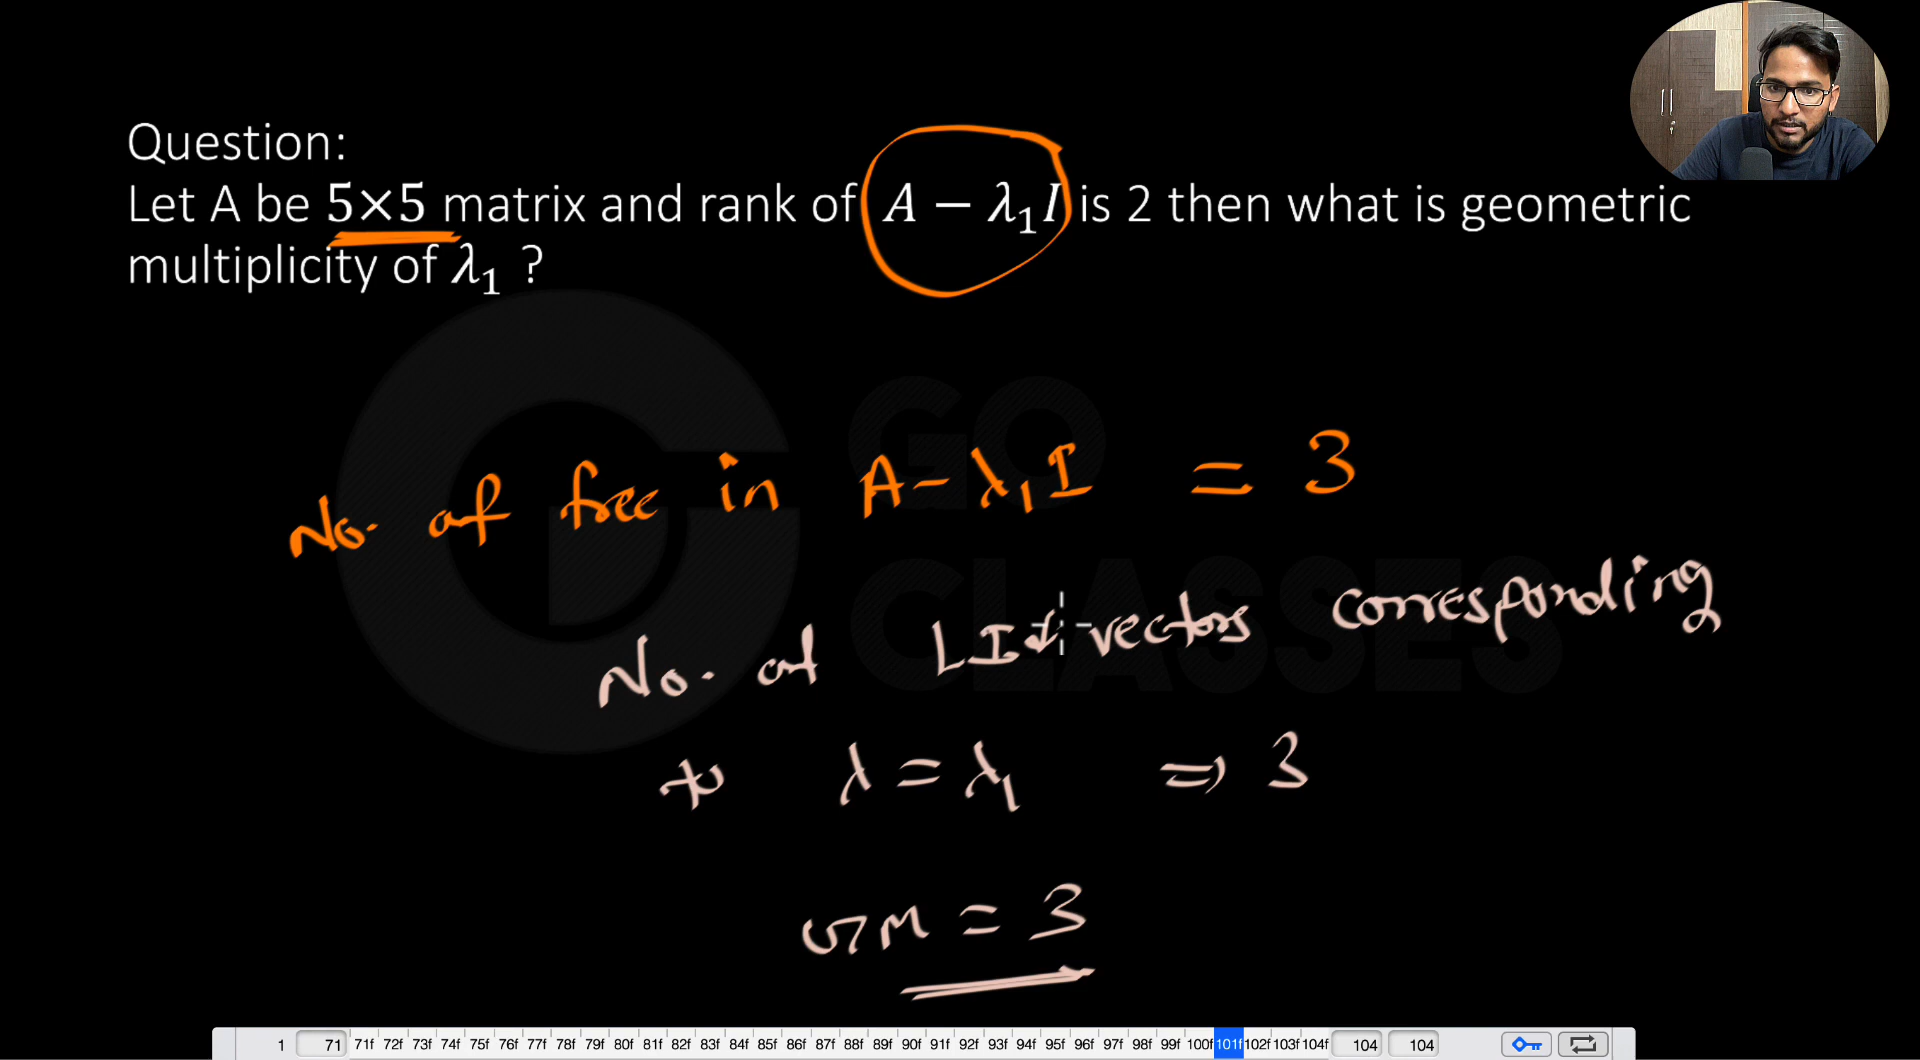 Question:
Let A be 5×5 matrix and rank of A − λ₁I is 2 then what is geometric
multiplicity of λ₁ ?
GO
CLASSES
No. of free in A-λ₁I = 3
No. of LI vectors corresponding
to λ = λ₁ ⇒ 3
GM = 3
1 71 71f 72f 73f 74f 75f 76f 77f 78f 79f 80f 81f 82f 83f 84f 85f 86f 87f 88f 89f 90f 91f 92f 93f 94f 95f 96f 97f 98f 99f 100f 101f 102f 103f 104f 104 104